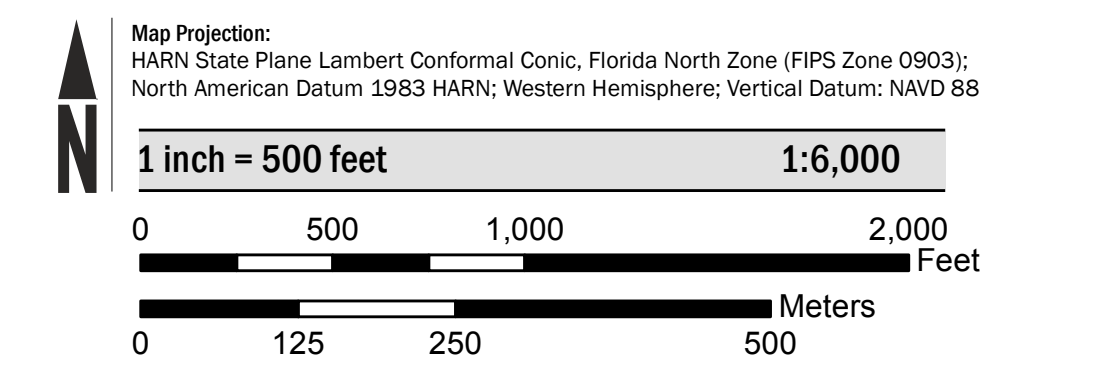 Map Projection:
HARN State Plane Lambert Conformal Conic, Florida North Zone (FIPS Zone 0903);
North American Datum 1983 HARN; Western Hemisphere; Vertical Datum: NAVD 88
N
1 inch = 500 feet 1:6,000
0 500 1,000 2,000
Feet
Meters
0 125 250 500